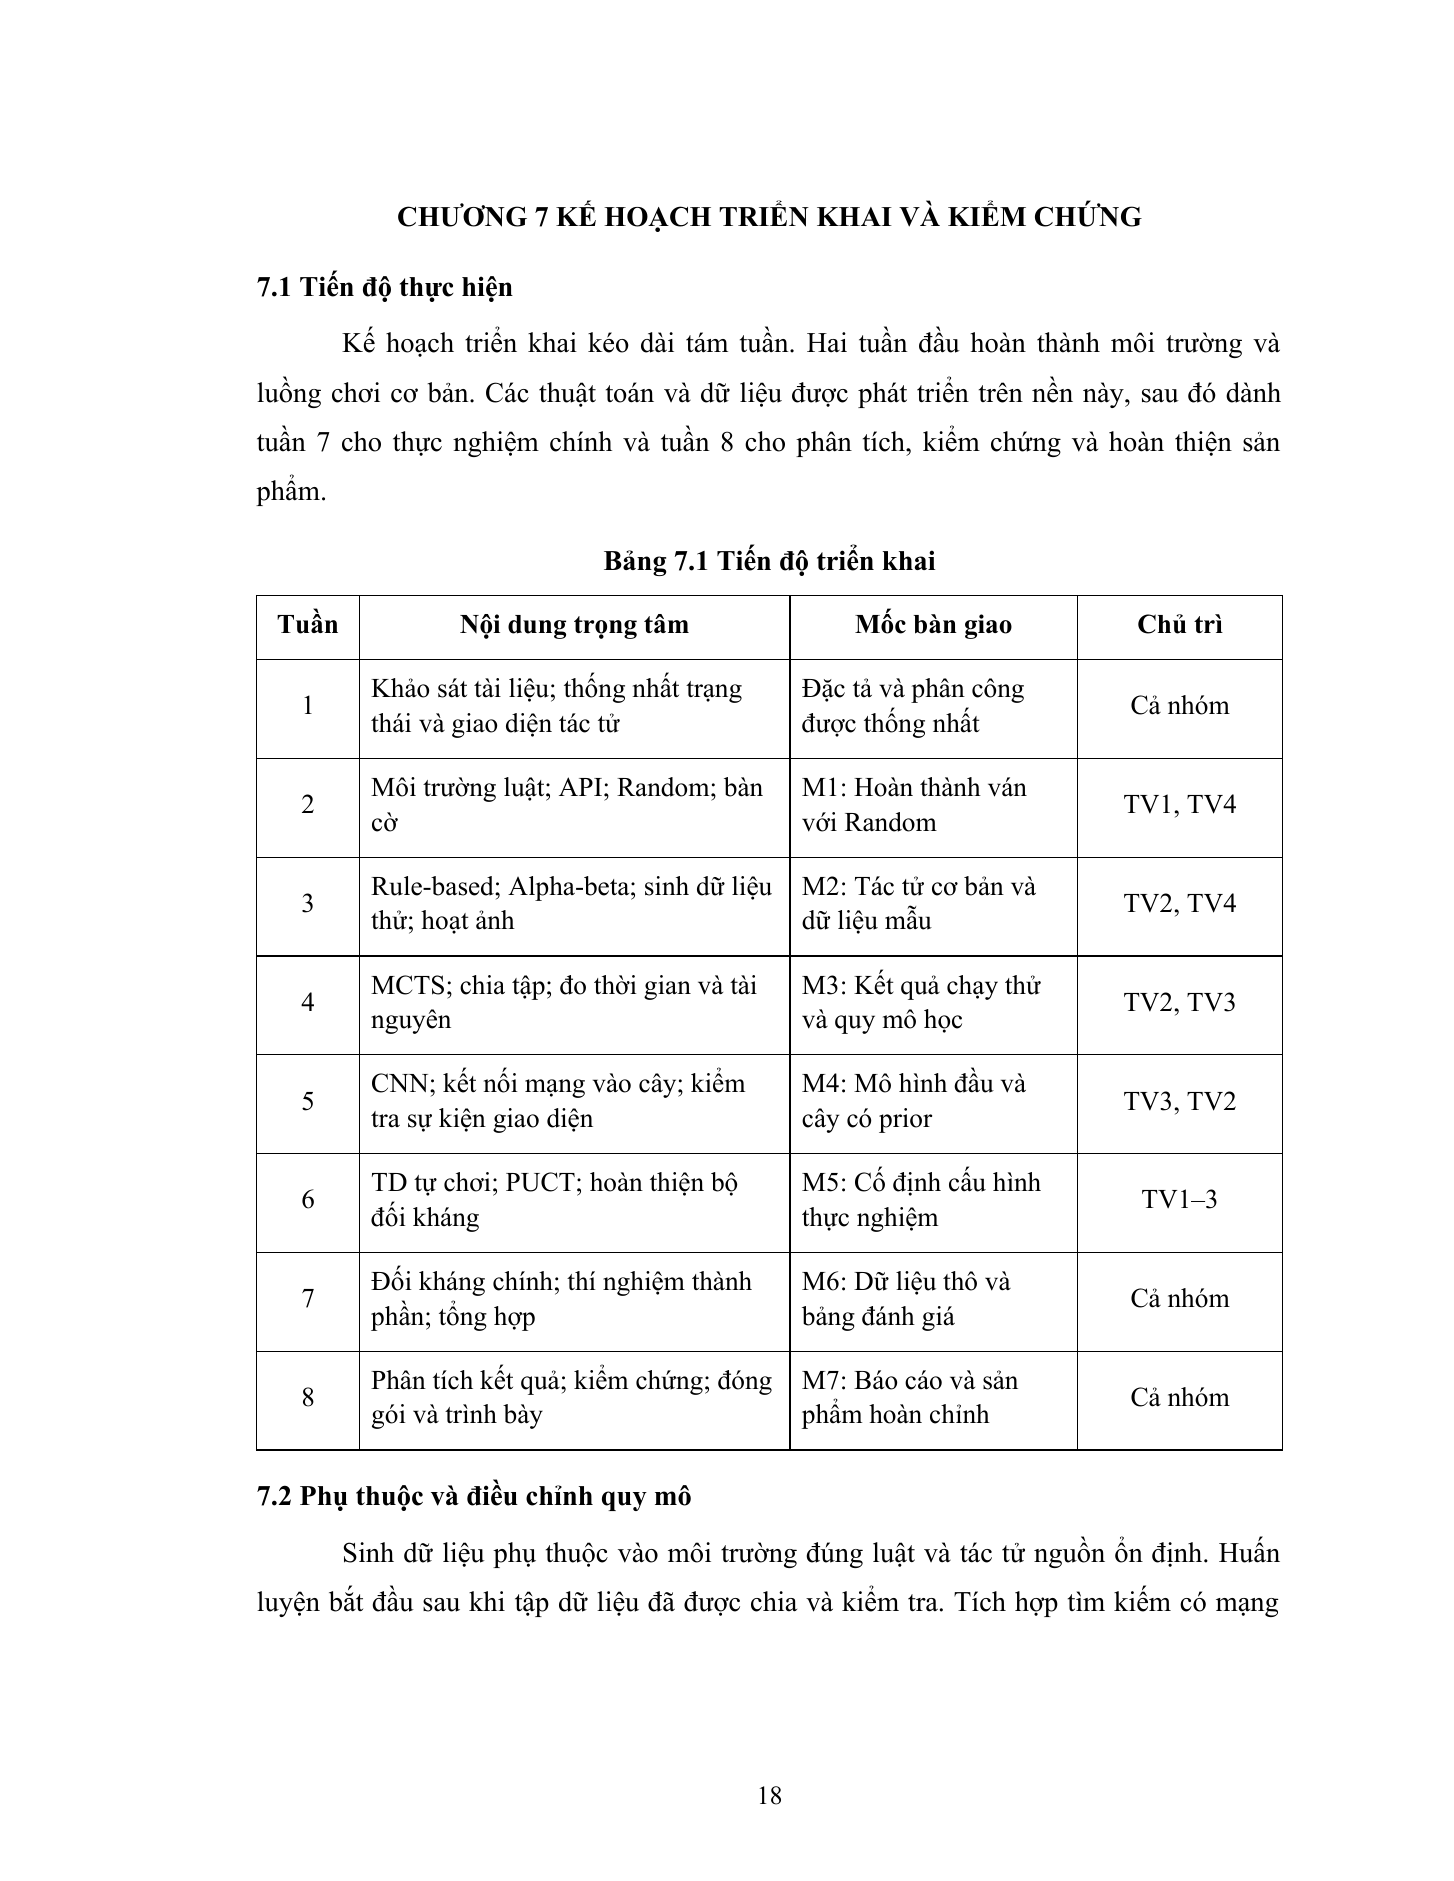 CHƯƠNG 7 KẾ HOẠCH TRIỂN KHAI VÀ KIỂM CHỨNG
7.1 Tiến độ thực hiện
Kế hoạch triển khai kéo dài tám tuần. Hai tuần đầu hoàn thành môi trường và
luồng chơi cơ bản. Các thuật toán và dữ liệu được phát triển trên nền này, sau đó dành
tuần 7 cho thực nghiệm chính và tuần 8 cho phân tích, kiểm chứng và hoàn thiện sản
phẩm.
Bảng 7.1 Tiến độ triển khai
Tuần Nội dung trọng tâm Mốc bàn giao Chủ trì
1 Khảo sát tài liệu; thống nhất trạng
thái và giao diện tác tử
Đặc tả và phân công
được thống nhất
Cả nhóm
2 Môi trường luật; API; Random; bàn
cờ
M1: Hoàn thành ván
với Random
TV1, TV4
3 Rule-based; Alpha-beta; sinh dữ liệu
thử; hoạt ảnh
M2: Tác tử cơ bản và
dữ liệu mẫu
TV2, TV4
4 MCTS; chia tập; đo thời gian và tài
nguyên
M3: Kết quả chạy thử
và quy mô học
TV2, TV3
5 CNN; kết nối mạng vào cây; kiểm
tra sự kiện giao diện
M4: Mô hình đầu và
cây có prior
TV3, TV2
6 TD tự chơi; PUCT; hoàn thiện bộ
đối kháng
M5: Cố định cấu hình
thực nghiệm
TV1–3
7 Đối kháng chính; thí nghiệm thành
phần; tổng hợp
M6: Dữ liệu thô và
bảng đánh giá
Cả nhóm
8 Phân tích kết quả; kiểm chứng; đóng
gói và trình bày
M7: Báo cáo và sản
phẩm hoàn chỉnh
Cả nhóm
7.2 Phụ thuộc và điều chỉnh quy mô
Sinh dữ liệu phụ thuộc vào môi trường đúng luật và tác tử nguồn ổn định. Huấn
luyện bắt đầu sau khi tập dữ liệu đã được chia và kiểm tra. Tích hợp tìm kiếm có mạng
18